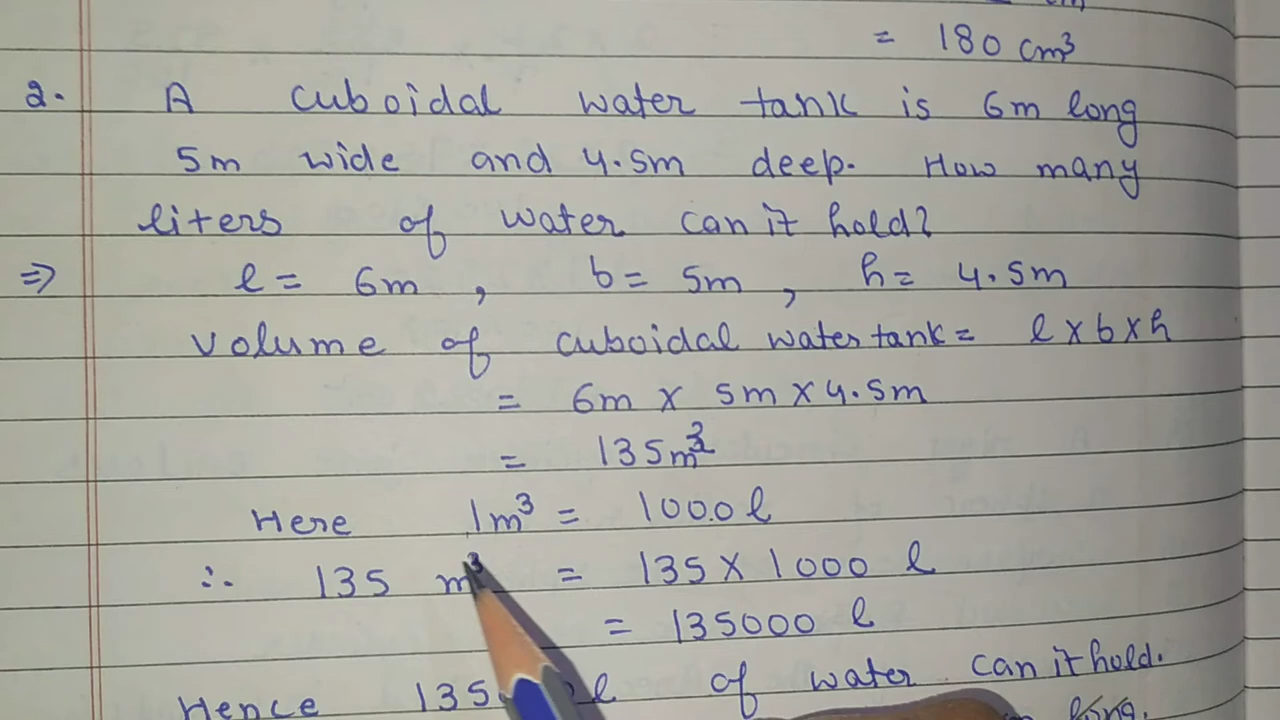 = 180 cm³
2. A cuboidal water tank is 6m long
5m wide and 4.5m deep. How many
liters of water can it hold?
⇒ l = 6m , b = 5m , h = 4.5m
Volume of cuboidal water tank = l × b × h
= 6m × 5m × 4.5m
= 135m³
Here 1m³ = 1000 l
∴ 135 m³ = 135 × 1000 l
= 135000 l
Hence 135 l of water can it hold.
long.